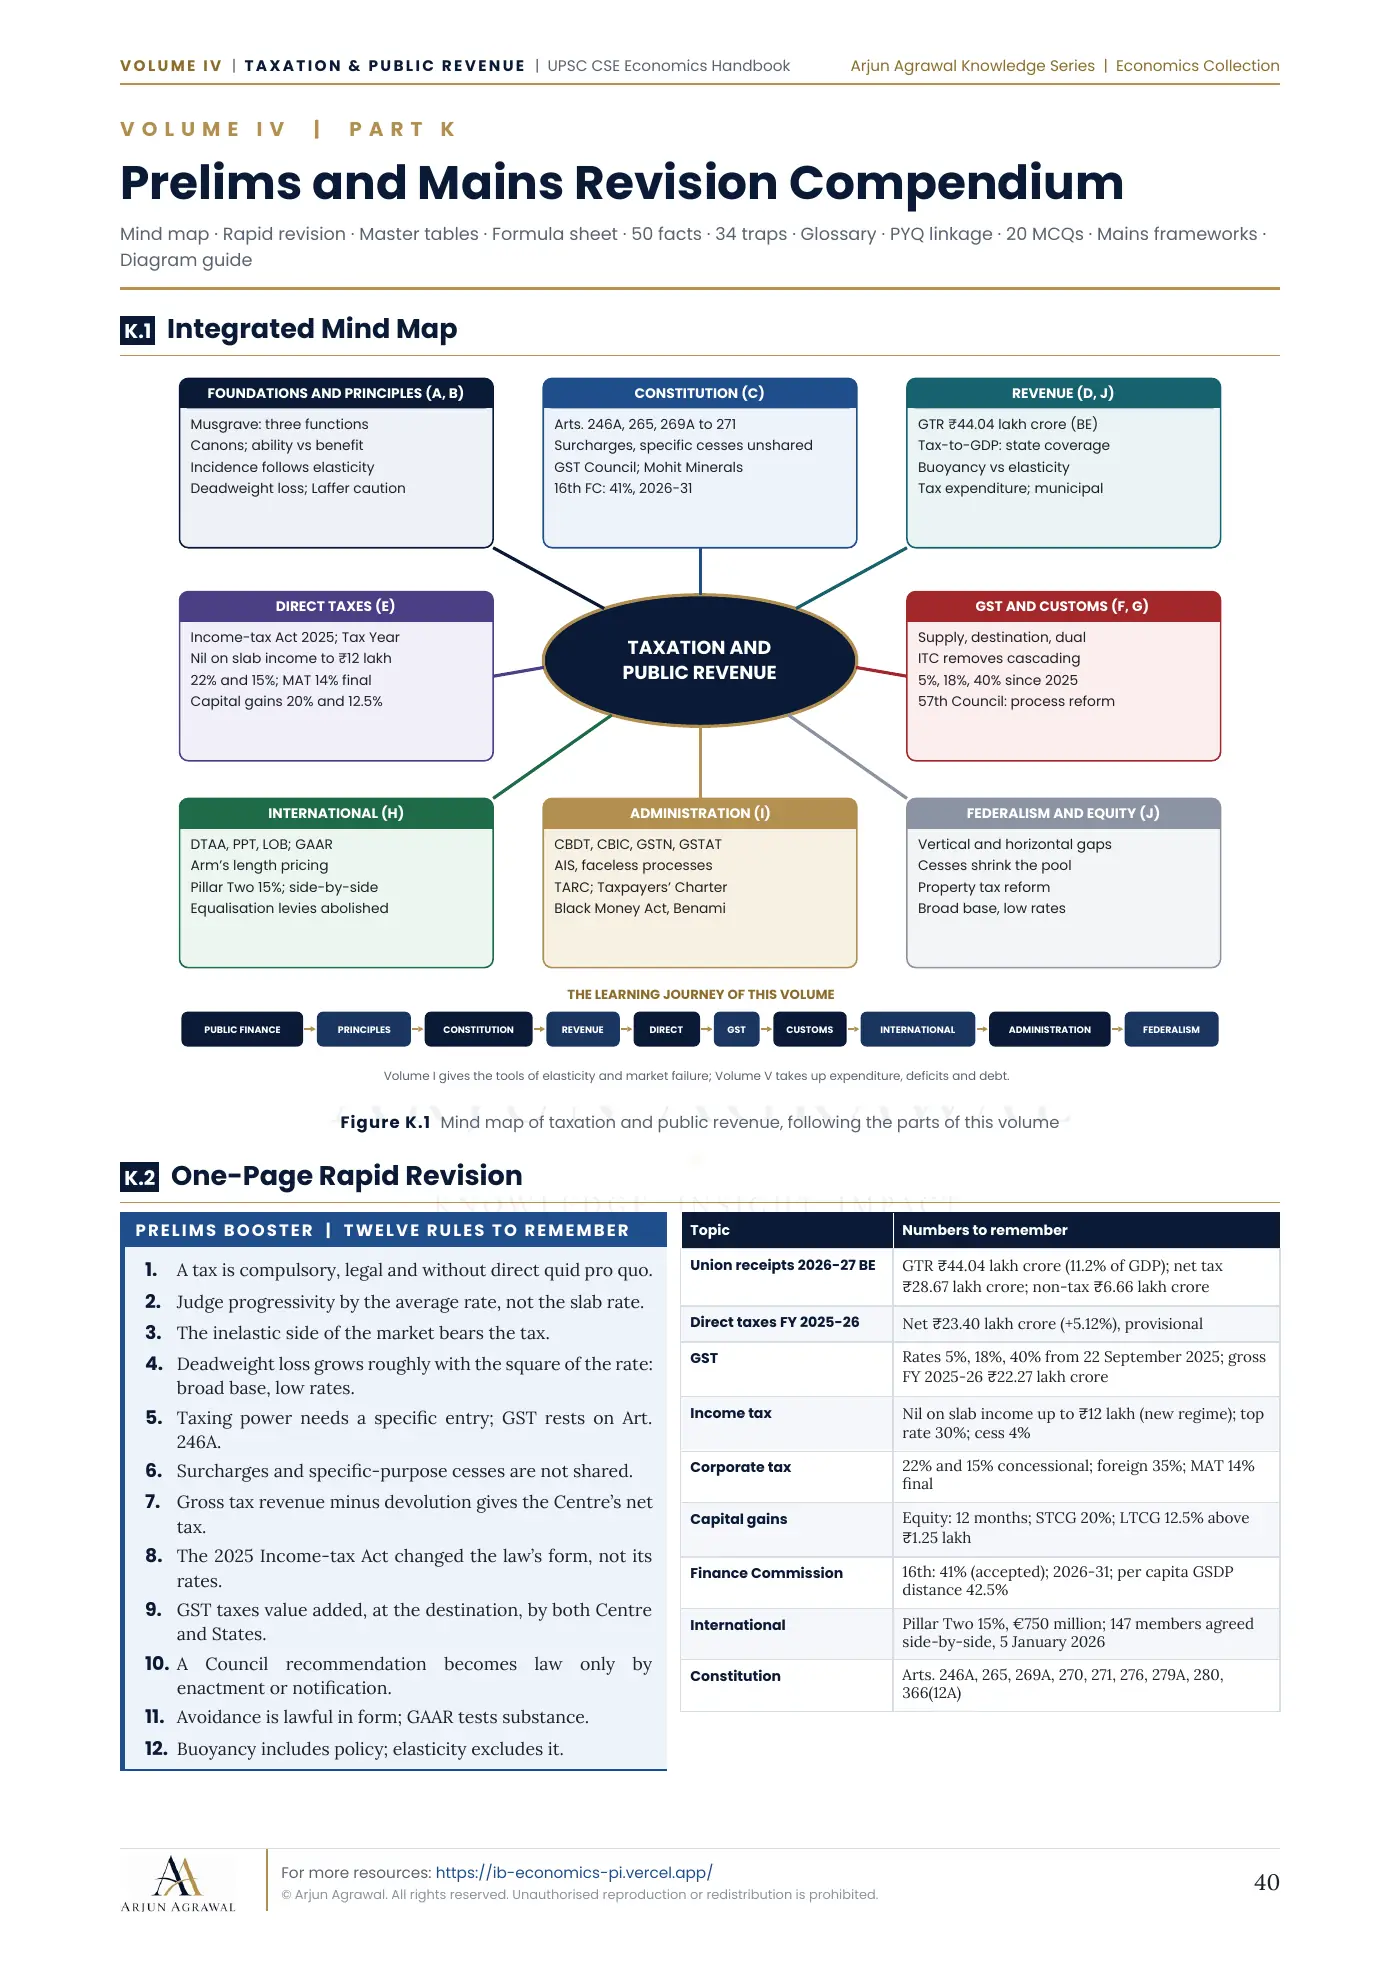 VOLUME IV | TAXATION & PUBLIC REVENUE | UPSC CSE Economics Handbook
Arjun Agrawal Knowledge Series | Economics Collection
VOLUME IV | PART K
Prelims and Mains Revision Compendium
Mind map · Rapid revision · Master tables · Formula sheet · 50 facts · 34 traps · Glossary · PYQ linkage · 20 MCQs · Mains frameworks ·
Diagram guide
K.1 Integrated Mind Map
FOUNDATIONS AND PRINCIPLES (A, B)
Musgrave: three functions
Canons; ability vs benefit
Incidence follows elasticity
Deadweight loss; Laffer caution
CONSTITUTION (C)
Arts. 246A, 265, 269A to 271
Surcharges, specific cesses unshared
GST Council; Mohit Minerals
16th FC: 41%, 2026-31
REVENUE (D, J)
GTR ₹44.04 lakh crore (BE)
Tax-to-GDP: state coverage
Buoyancy vs elasticity
Tax expenditure; municipal
DIRECT TAXES (E)
Income-tax Act 2025; Tax Year
Nil on slab income to ₹12 lakh
22% and 15%; MAT 14% final
Capital gains 20% and 12.5%
TAXATION AND
PUBLIC REVENUE
GST AND CUSTOMS (F, G)
Supply, destination, dual
ITC removes cascading
5%, 18%, 40% since 2025
57th Council: process reform
INTERNATIONAL (H)
DTAA, PPT, LOB; GAAR
Arm's length pricing
Pillar Two 15%; side-by-side
Equalisation levies abolished
ADMINISTRATION (I)
CBDT, CBIC, GSTN, GSTAT
AIS, faceless processes
TARC; Taxpayers' Charter
Black Money Act, Benami
FEDERALISM AND EQUITY (J)
Vertical and horizontal gaps
Cesses shrink the pool
Property tax reform
Broad base, low rates
THE LEARNING JOURNEY OF THIS VOLUME
PUBLIC FINANCE PRINCIPLES CONSTITUTION REVENUE DIRECT GST CUSTOMS INTERNATIONAL ADMINISTRATION FEDERALISM
Volume I gives the tools of elasticity and market failure; Volume V takes up expenditure, deficits and debt.
Figure K.1 Mind map of taxation and public revenue, following the parts of this volume
K.2 One-Page Rapid Revision
KNOWLEDGE INSIGHT IMPACT
PRELIMS BOOSTER | TWELVE RULES TO REMEMBER
1. A tax is compulsory, legal and without direct quid pro quo.
2. Judge progressivity by the average rate, not the slab rate.
3. The inelastic side of the market bears the tax.
4. Deadweight loss grows roughly with the square of the rate:
broad base, low rates.
5. Taxing power needs a specific entry; GST rests on Art.
246A.
6. Surcharges and specific-purpose cesses are not shared.
7. Gross tax revenue minus devolution gives the Centre's net
tax.
8. The 2025 Income-tax Act changed the law's form, not its
rates.
9. GST taxes value added, at the destination, by both Centre
and States.
10. A Council recommendation becomes law only by
enactment or notification.
11. Avoidance is lawful in form; GAAR tests substance.
12. Buoyancy includes policy; elasticity excludes it.
Topic Numbers to remember
Union receipts 2026-27 BE GTR ₹44.04 lakh crore (11.2% of GDP); net tax
₹28.67 lakh crore; non-tax ₹6.66 lakh crore
Direct taxes FY 2025-26 Net ₹23.40 lakh crore (+5.12%), provisional
GST Rates 5%, 18%, 40% from 22 September 2025; gross
FY 2025-26 ₹22.27 lakh crore
Income tax Nil on slab income up to ₹12 lakh (new regime); top
rate 30%; cess 4%
Corporate tax 22% and 15% concessional; foreign 35%; MAT 14%
final
Capital gains Equity: 12 months; STCG 20%; LTCG 12.5% above
₹1.25 lakh
Finance Commission 16th: 41% (accepted); 2026-31; per capita GSDP
distance 42.5%
International Pillar Two 15%, €750 million; 147 members agreed
side-by-side, 5 January 2026
Constitution Arts. 246A, 265, 269A, 270, 271, 276, 279A, 280,
366(12A)
ARJUN AGRAWAL
For more resources: https://ib-economics-pi.vercel.app/
© Arjun Agrawal. All rights reserved. Unauthorised reproduction or redistribution is prohibited.
40